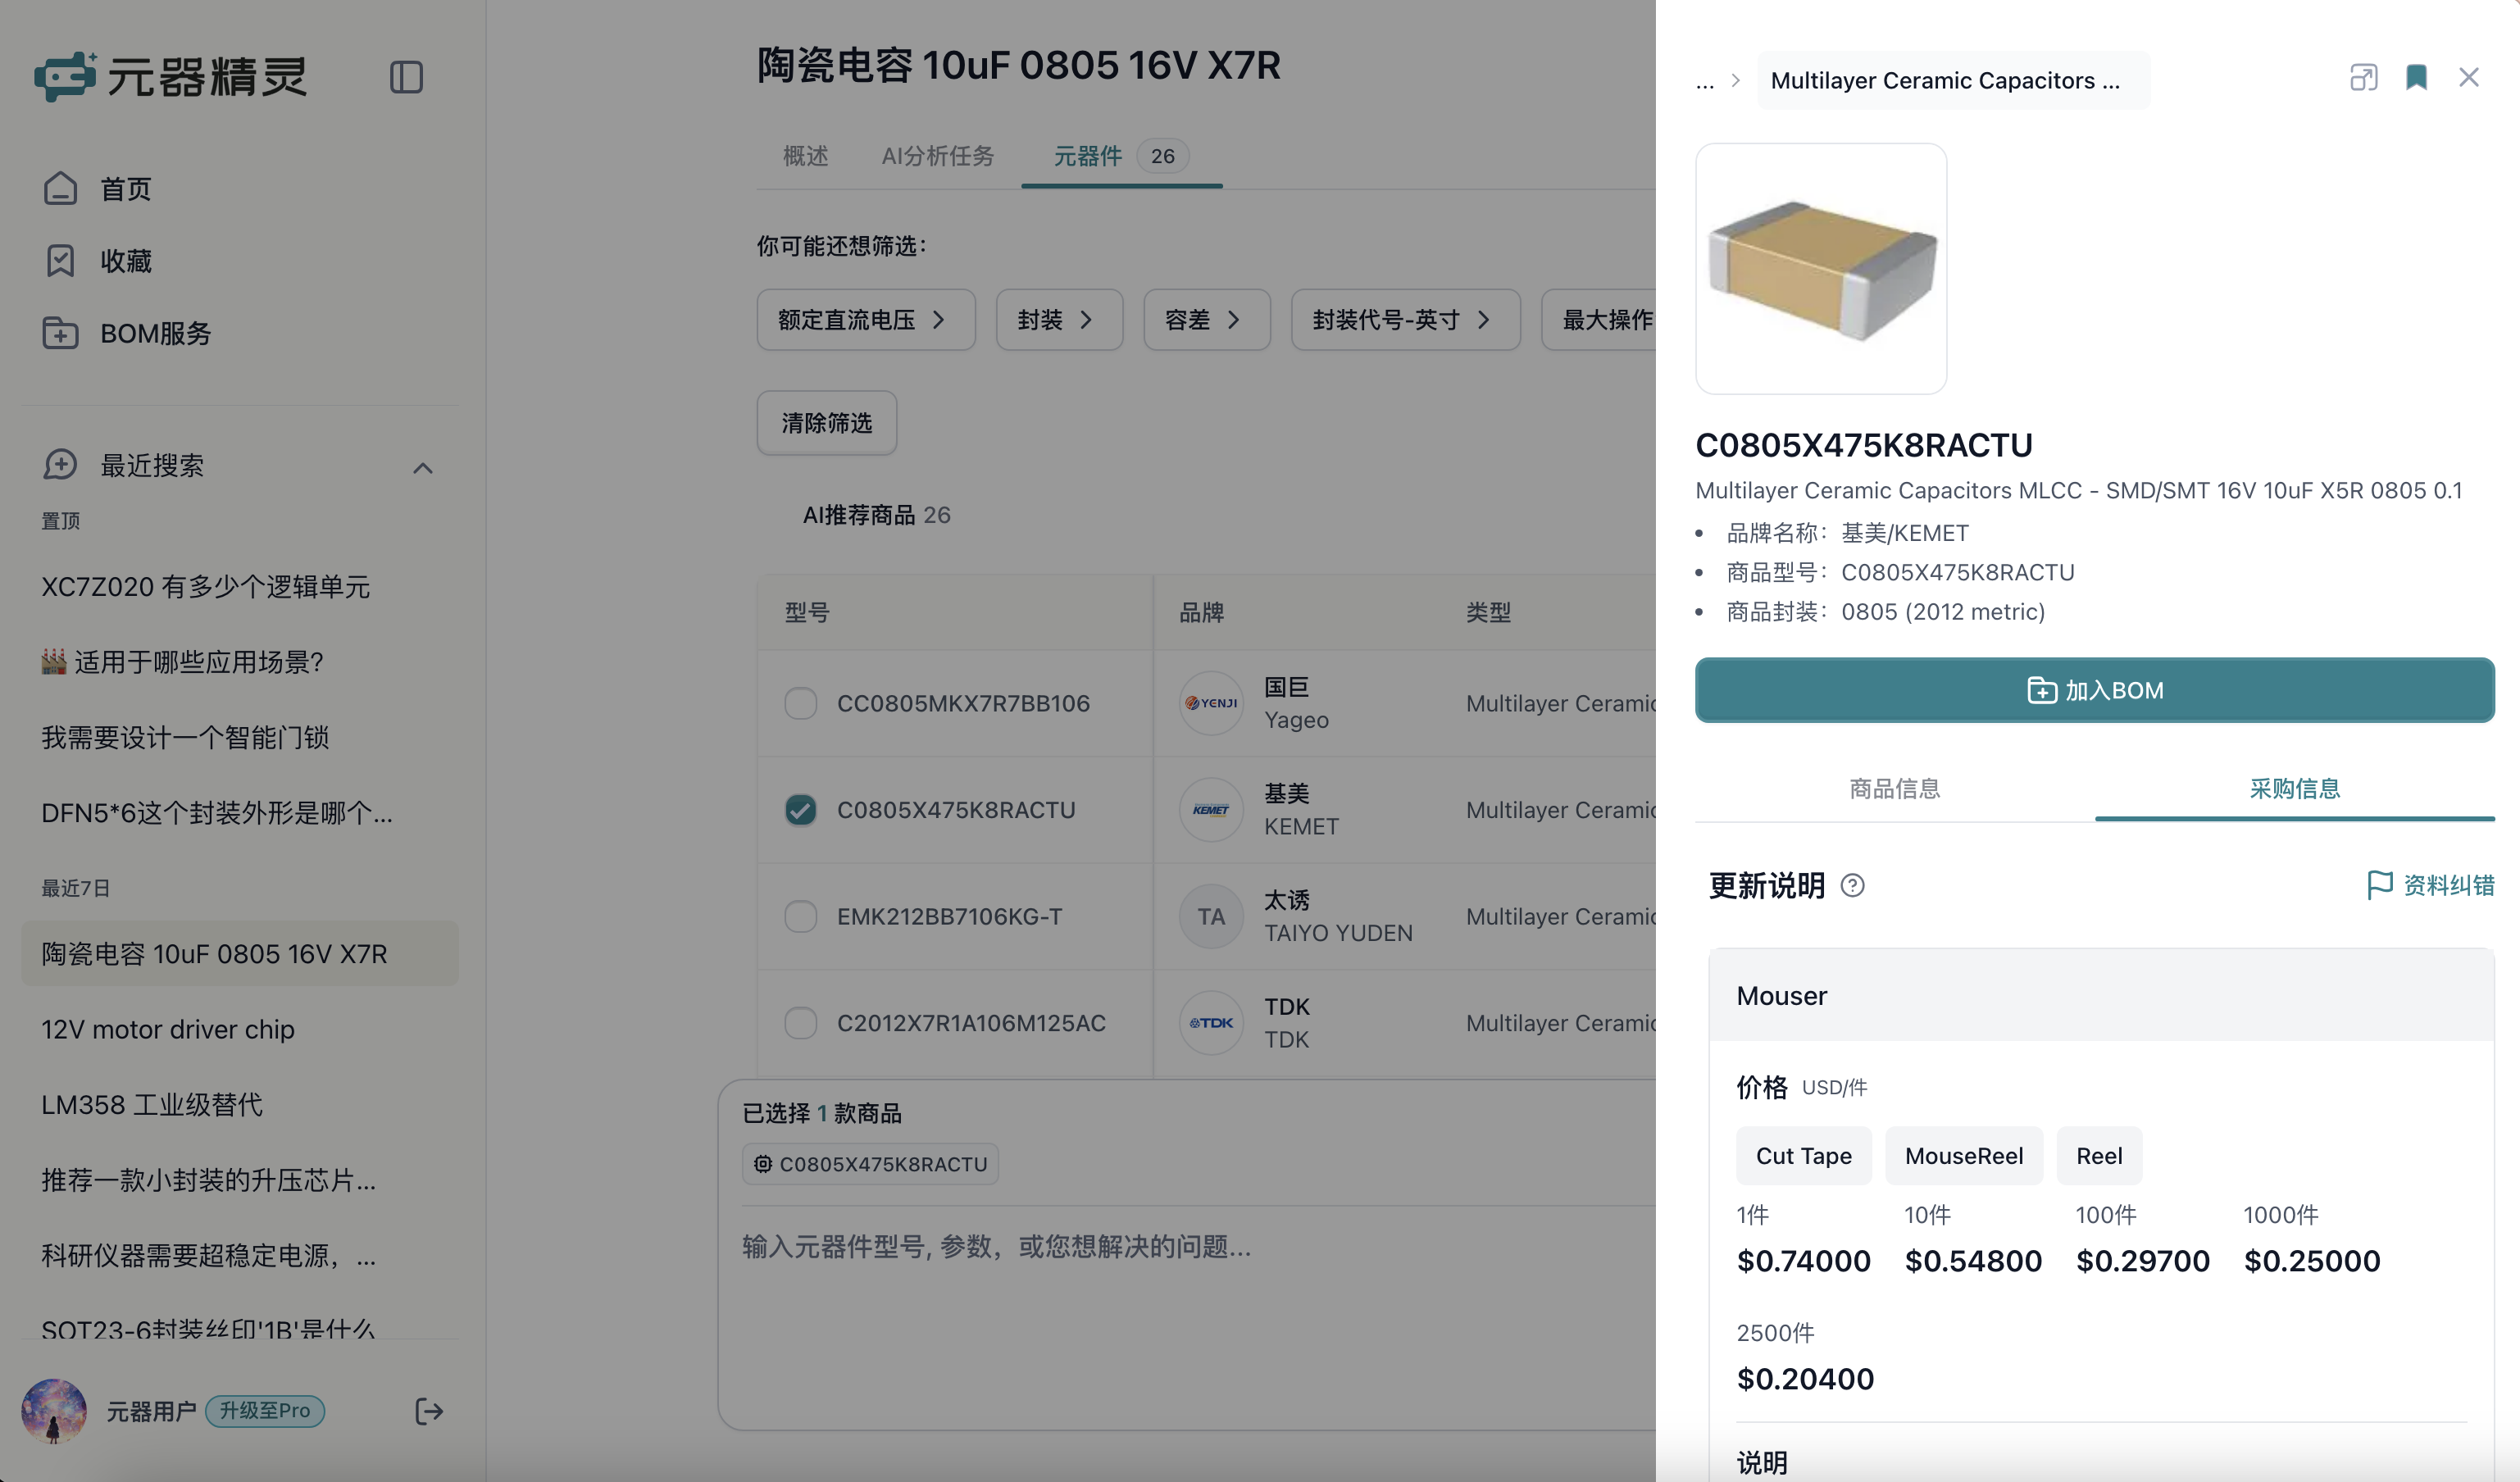 元器精灵
首页
收藏
BOM服务
最近搜索
置顶
XC7Z020 有多少个逻辑单元
适用于哪些应用场景?
我需要设计一个智能门锁
DFN5*6这个封装外形是哪个...
最近7日
陶瓷电容 10uF 0805 16V X7R
12V motor driver chip
LM358 工业级替代
推荐一款小封装的升压芯片...
科研仪器需要超稳定电源，...
SOT23-6封装丝印'1B'是什么
元器用户 升级至Pro
陶瓷电容 10uF 0805 16V X7R
概述 AI分析任务 元器件 26
你可能还想筛选：
额定直流电压 封装 容差 封装代号-英寸 最大操作
清除筛选
AI推荐商品 26
型号 品牌 类型
CC0805MKX7R7BB106 YENJI 国巨 Yageo Multilayer Ceramic
C0805X475K8RACTU KEMET 基美 KEMET Multilayer Ceramic
EMK212BB7106KG-T TA 太诱 TAIYO YUDEN Multilayer Ceramic
C2012X7R1A106M125AC TDK TDK TDK Multilayer Ceramic
已选择 1 款商品
C0805X475K8RACTU
输入元器件型号, 参数，或您想解决的问题...
... Multilayer Ceramic Capacitors ...
C0805X475K8RACTU
Multilayer Ceramic Capacitors MLCC - SMD/SMT 16V 10uF X5R 0805 0.1
• 品牌名称： 基美/KEMET
• 商品型号： C0805X475K8RACTU
• 商品封装： 0805 (2012 metric)
加入BOM
商品信息 采购信息
更新说明 资料纠错
Mouser
价格 USD/件
Cut Tape MouseReel Reel
1件 10件 100件 1000件
$0.74000 $0.54800 $0.29700 $0.25000
2500件
$0.20400
说明